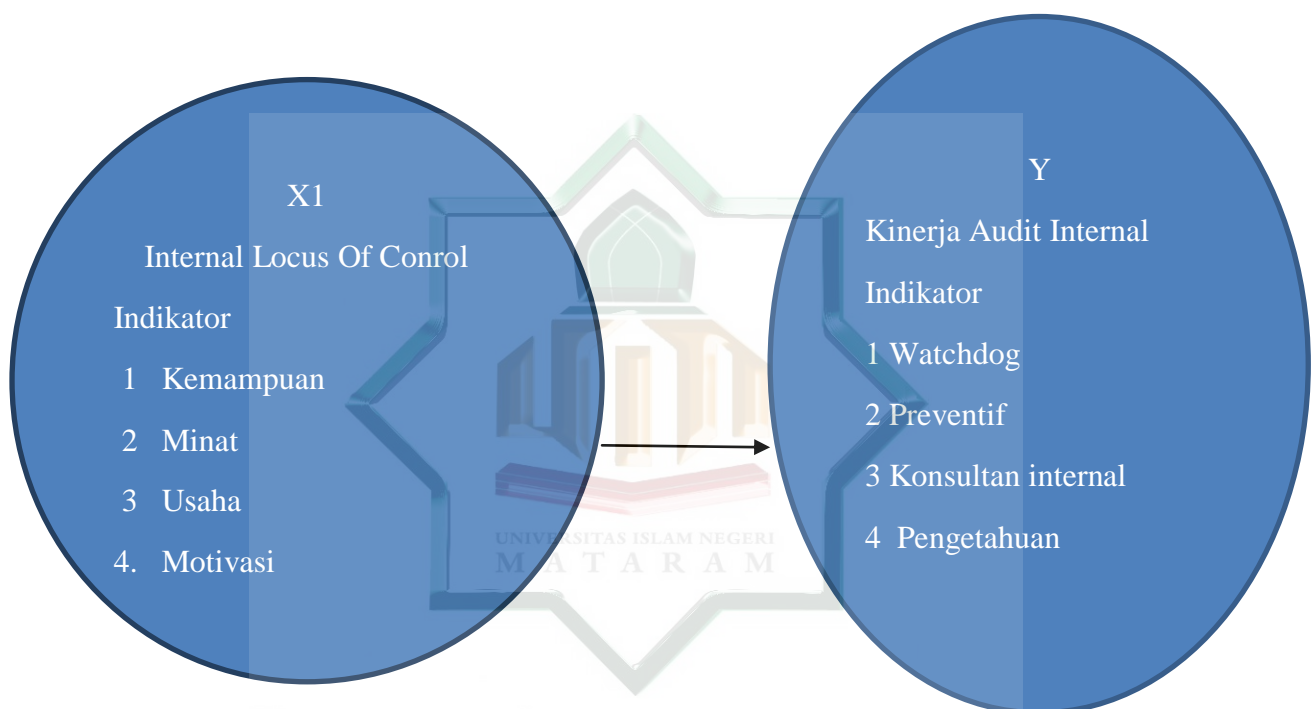 X1
Internal Locus Of Conrol
Indikator
1 Kemampuan
2 Minat
3 Usaha
4. Motivasi
Y
Kinerja Audit Internal
Indikator
1 Watchdog
2 Preventif
3 Konsultan internal
4 Pengetahuan
UNIVERSITAS ISLAM NEGERI
MATARAM